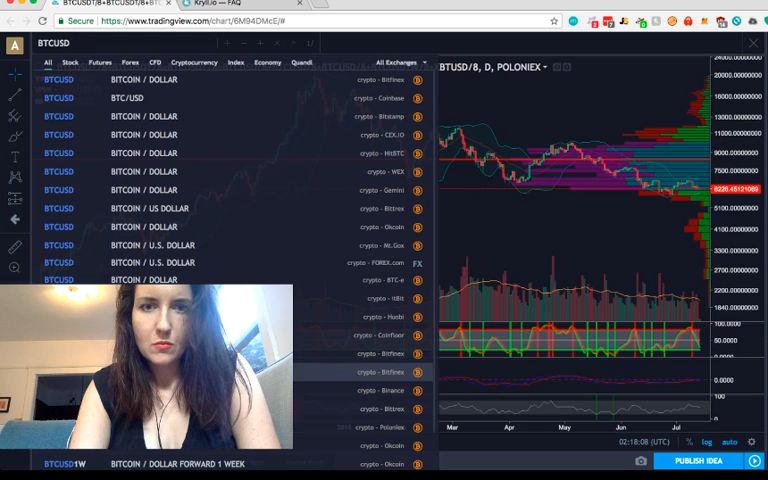 BTCUSDT/8+BTCUSDT/8+
Kryll.io — FAQ
Secure
https://www.tradingview.com/chart/6M94DMcE/#
A
BTCUSD
All Stock Futures Forex CFD Cryptocurrency Index Economy Quandl All Exchanges
BTCUSD BITCOIN / DOLLAR crypto - Bitfinex
BTCUSD BTC/USD crypto - Coinbase
BTCUSD BITCOIN / DOLLAR crypto - Bitstamp
BTCUSD BITCOIN / DOLLAR crypto - CEX.IO
BTCUSD BITCOIN / DOLLAR crypto - HitBTC
BTCUSD BITCOIN / DOLLAR crypto - WEX
BTCUSD BITCOIN / DOLLAR crypto - Gemini
BTCUSD BITCOIN / US DOLLAR crypto - Bittrex
BTCUSD BITCOIN / DOLLAR crypto - Okcoin
BTCUSD BITCOIN / U.S. DOLLAR crypto - Mt.Gox
BTCUSD BITCOIN / U.S. DOLLAR crypto - FOREX.com FX
BTCUSD BITCOIN / DOLLAR crypto - BTC-e
crypto - itBit
crypto - Huobi
crypto - Coinfloor
crypto - Bitfinex
crypto - Bitfinex
crypto - Binance
crypto - Bittrex
crypto - Poloniex
crypto - Okcoin
BTCUSD1W BITCOIN / DOLLAR FORWARD 1 WEEK crypto - Okcoin
BTUSD/8, D, POLONIEX
24000.00000000
20000.00000000
16000.00000000
13000.00000000
11000.00000000
9000.00000000
7500.00000000
6226.45121069
5100.00000000
4300.00000000
3900.00000000
3200.00000000
2700.00000000
2200.00000000
1840.00000000
100.0000
50.0000
0.0000
0.0000
100
0
Mar Apr May Jun Jul
02:18:08 (UTC) % log auto
PUBLISH IDEA